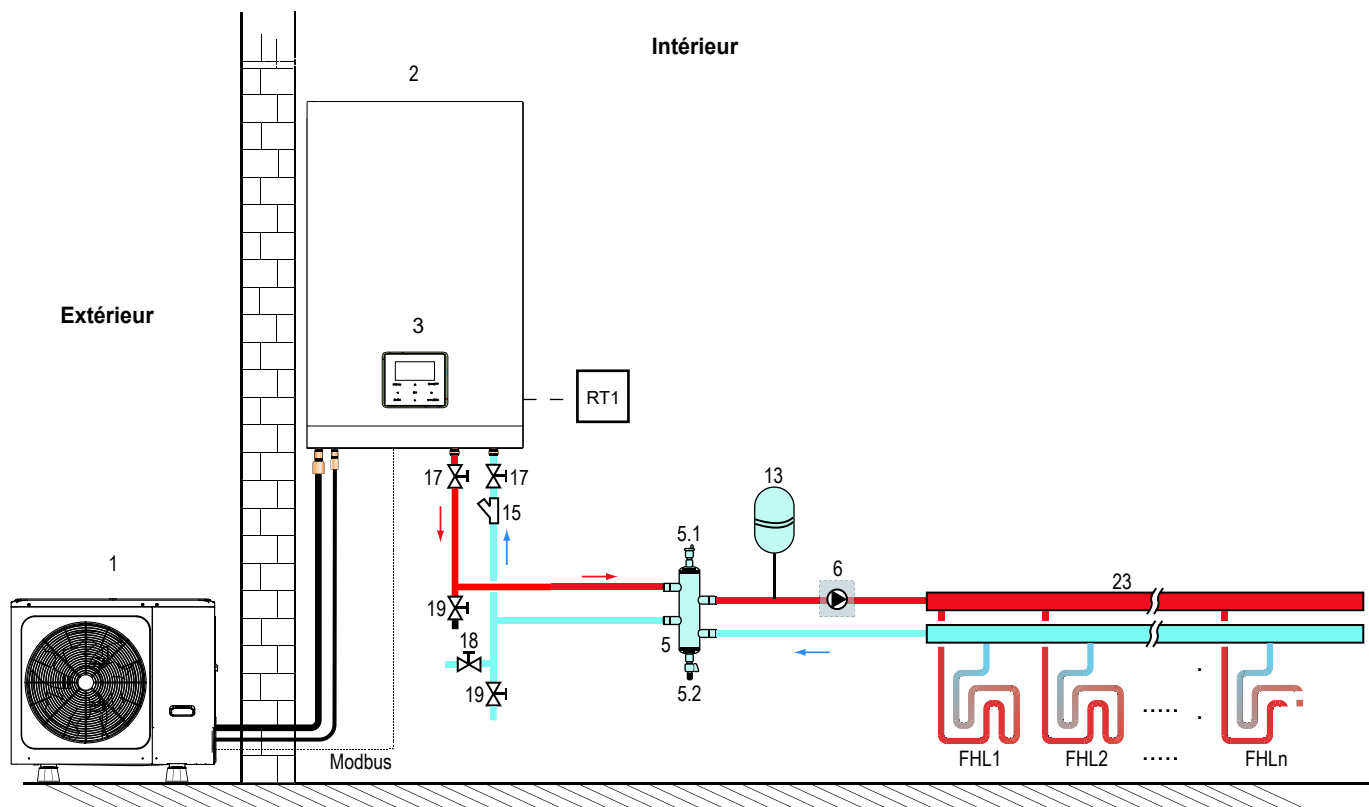 Intérieur
2
Extérieur
3
RT1
17
17
15
13
5.1
1
6
23
19
18
5
19
5.2
Modbus
FHL1
FHL2
.....
FHLn